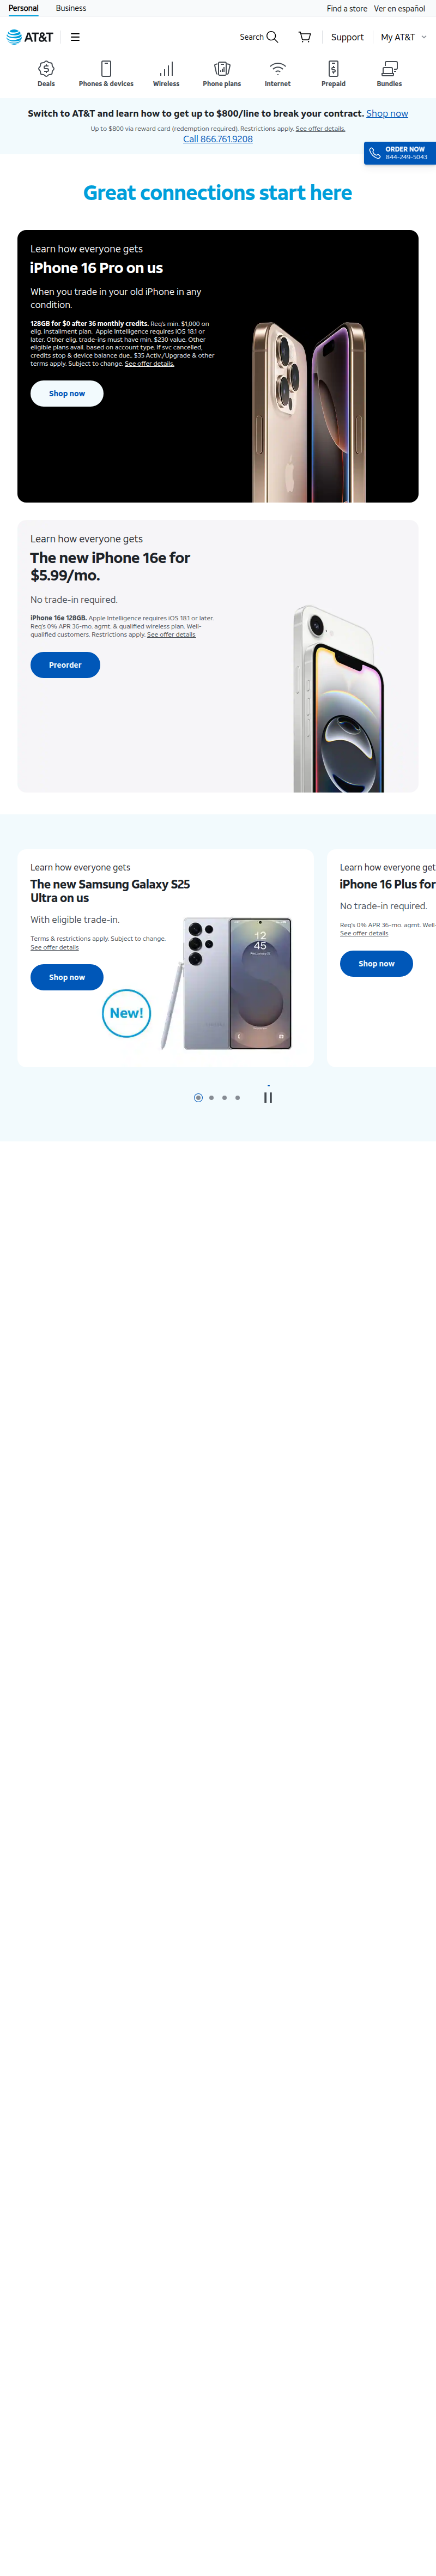 Personal Business Find a store Ver en español
AT&T Search Support My AT&T
Deals Phones & devices Wireless Phone plans Internet Prepaid Bundles
Switch to AT&T and learn how to get up to $800/line to break your contract. Shop now
Up to $800 via reward card (redemption required). Restrictions apply. See offer details.
Call 866.761.9208
ORDER NOW
844-249-5043
Great connections start here
Learn how everyone gets
iPhone 16 Pro on us
When you trade in your old iPhone in any
condition.
128GB for $0 after 36 monthly credits. Req's min. $1,000 on
elig. installment plan. Apple Intelligence requires iOS 18.1 or
later. Other elig. trade-ins must have min. $230 value. Other
eligible plans avail. based on account type. If svc cancelled,
credits stop & device balance due. $35 Activ./Upgrade & other
terms apply. Subject to change. See offer details.
Shop now
Learn how everyone gets
The new iPhone 16e for
$5.99/mo.
No trade-in required.
iPhone 16e 128GB. Apple Intelligence requires iOS 18.1 or later.
Req's 0% APR 36-mo. agmt. & qualified wireless plan. Well-
qualified customers. Restrictions apply. See offer details.
Preorder
Learn how everyone gets
The new Samsung Galaxy S25
Ultra on us
With eligible trade-in.
Terms & restrictions apply. Subject to change.
See offer details
Shop now
New!
12
45
Learn how everyone get
iPhone 16 Plus for
No trade-in required.
Req's 0% APR 36-mo. agmt. Well-
See offer details
Shop now